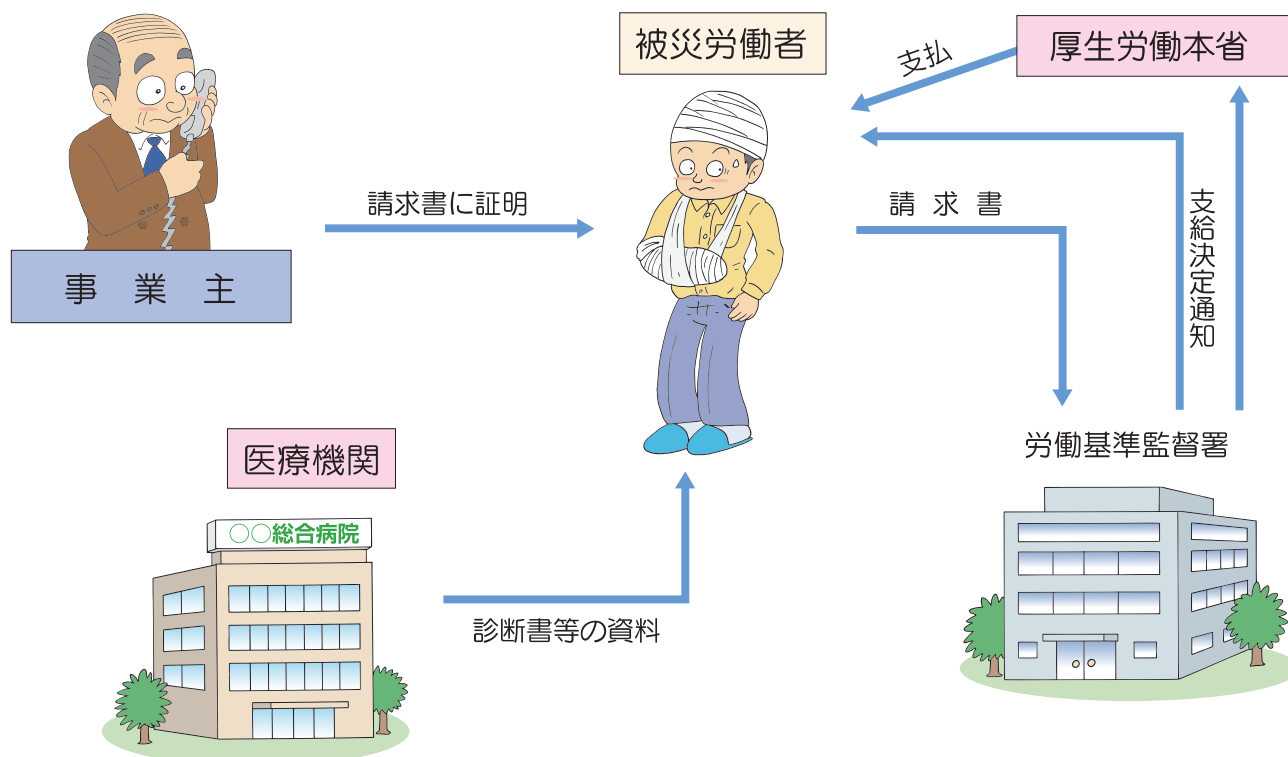 被災労働者
厚生労働本省
支払
請求書に証明
請求書
支給決定通知
事業主
医療機関
労働基準監督署
○○総合病院
診断書等の資料